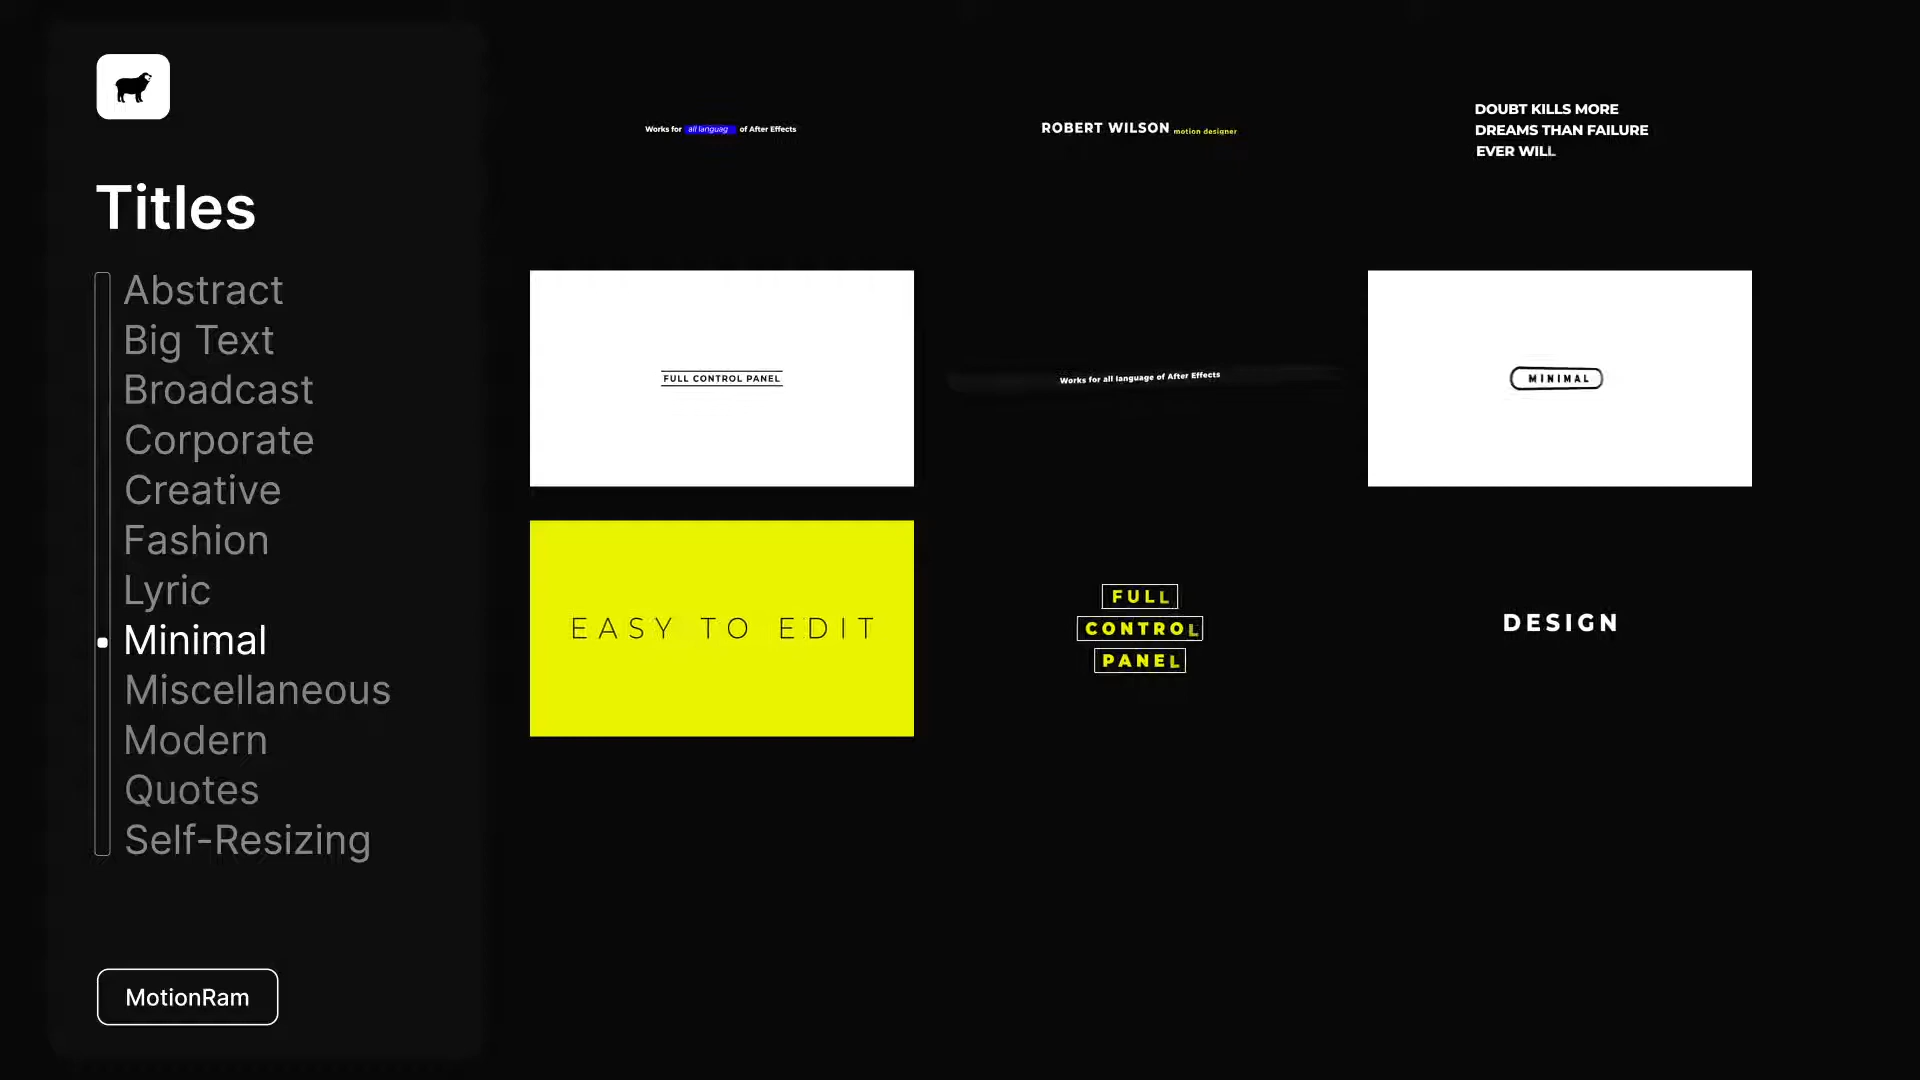 Titles
Abstract
Big Text
Broadcast
Corporate
Creative
Fashion
Lyric
Minimal
Miscellaneous
Modern
Quotes
Self-Resizing
MotionRam
Works for all languag of After Effects
ROBERT WILSON motion designer
DOUBT KILLS MORE
DREAMS THAN FAILURE
EVER WILL
FULL CONTROL PANEL
Works for all language of After Effects
MINIMAL
EASY TO EDIT
FULL
CONTROL
PANEL
DESIGN